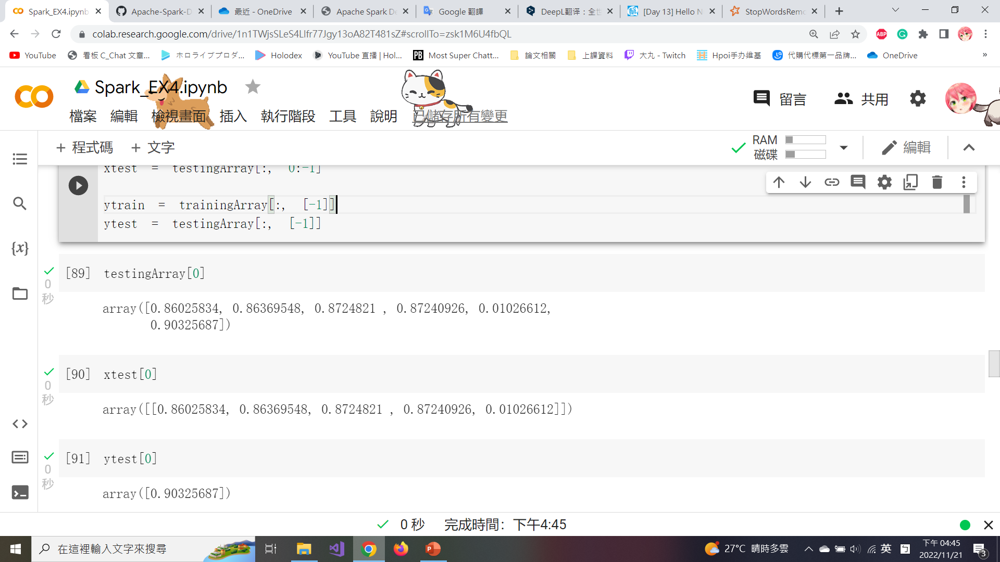 Spark_EX4.ipynb
Apache-Spark-D
最近 - OneDrive
Apache Spark De
Google 翻譯
DeepL翻译：全世
[Day 13] Hello N
StopWordsRemo
colab.research.google.com/drive/1n1TWjsSLeS4Llfr77Jgy13oA82T481sZ#scrollTo=zsk1M6U4fbQL
ABP
YouTube
看板 C_Chat 文章...
ホロライブプロダ...
Holodex
YouTube 直播 | Hol...
Most Super Chatt...
論文相關
上課資料
大丸 - Twitch
Hpoi手办维基
代購代標第一品牌...
OneDrive
»
Spark_EX4.ipynb
留言
共用
檔案 編輯 檢視畫面 插入 執行階段 工具 說明 已儲存所有變更
+ 程式碼 + 文字
RAM
磁碟
編輯
xtest = testingArray[:, 0:-1]
ytrain = trainingArray[:, [-1]]
ytest = testingArray[:, [-1]]
[89] testingArray[0]
0
秒
array([0.86025834, 0.86369548, 0.8724821 , 0.87240926, 0.01026612,
0.90325687])
[90] xtest[0]
0
秒
array([[0.86025834, 0.86369548, 0.8724821 , 0.87240926, 0.01026612]])
[91] ytest[0]
0
秒
array([0.90325687])
0 秒 完成時間：下午4:45
在這裡輸入文字來搜尋
27°C 晴時多雲
英
下午 04:45
2022/11/21
3